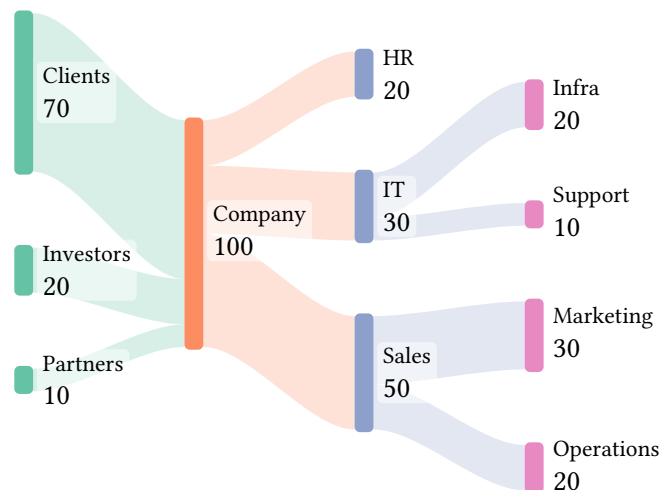 Clients
70
Investors
20
Partners
10
Company
100
HR
20
IT
30
Sales
50
Infra
20
Support
10
Marketing
30
Operations
20